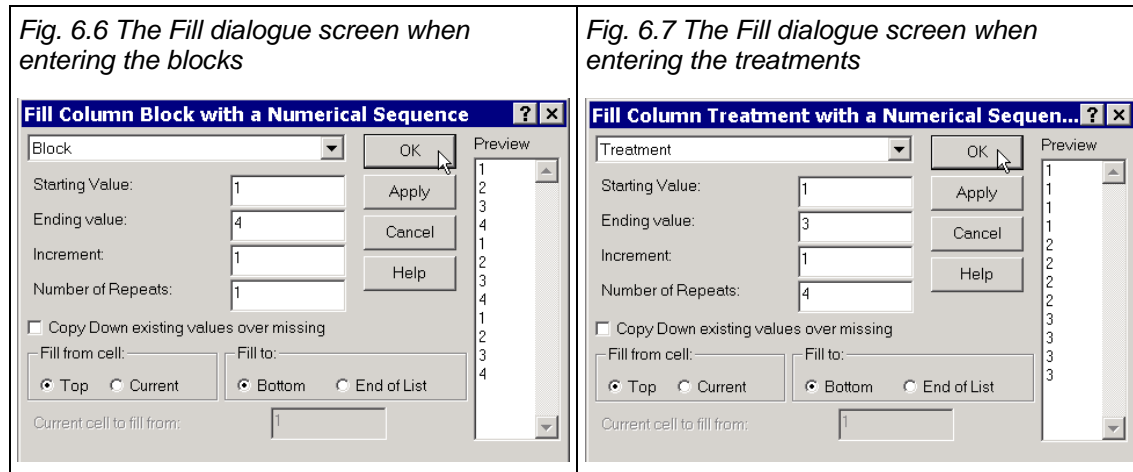 Fig. 6.6 The Fill dialogue screen when
entering the blocks
Fill Column Block with a Numerical Sequence ? ×
Block
OK
Preview
Starting Value:
1
Apply
Ending value:
4
Cancel
Increment:
1
Help
Number of Repeats:
1
1
2
3
4
1
2
3
4
1
2
3
4
Copy Down existing values over missing
Fill from cell:
Top
Current
Fill to:
Bottom
End of List
Current cell to fill from:
1
Fig. 6.7 The Fill dialogue screen when
entering the treatments
Fill Column Treatment with a Numerical Sequen... ? ×
Treatment
OK
Preview
Starting Value:
1
Apply
Ending value:
3
Cancel
Increment:
1
Help
Number of Repeats:
4
1
1
1
1
2
2
2
2
3
3
3
3
Copy Down existing values over missing
Fill from cell:
Top
Current
Fill to:
Bottom
End of List
Current cell to fill from:
1